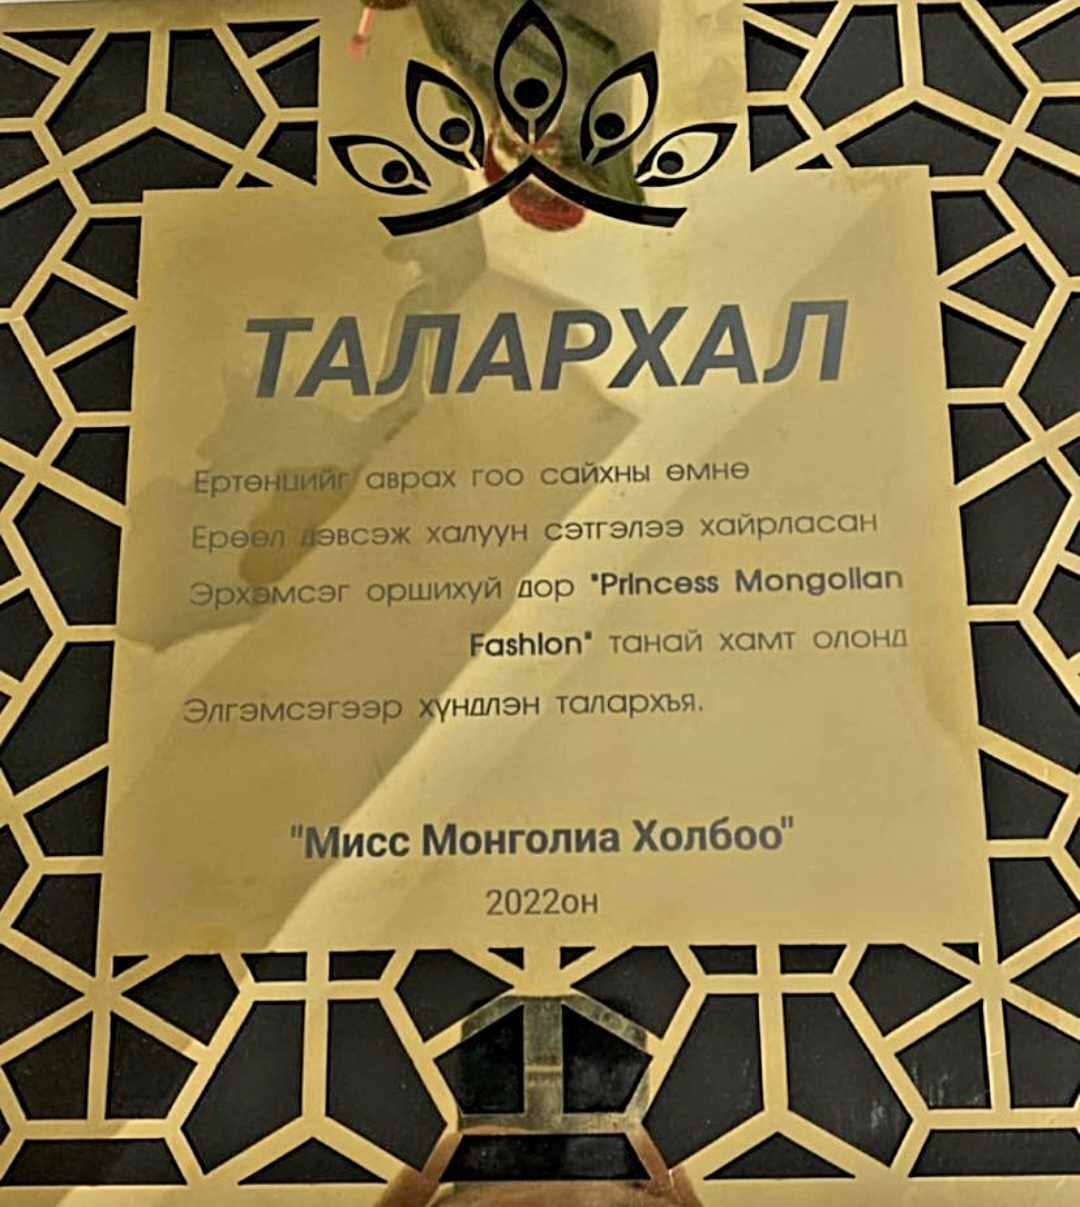 ТАЛАРХАЛ
Ертөнцийг аврах гоо сайхны өмнө
Ерөөл дэвсэж халуун сэтгэлээ хайрласан
Эрхэмсэг оршихуй дор "Princess Mongolian
Fashion" танай хамт олонд
Элгэмсэгээр хүндлэн талархъя.
"Мисс Монголиа Холбоо"
2022он